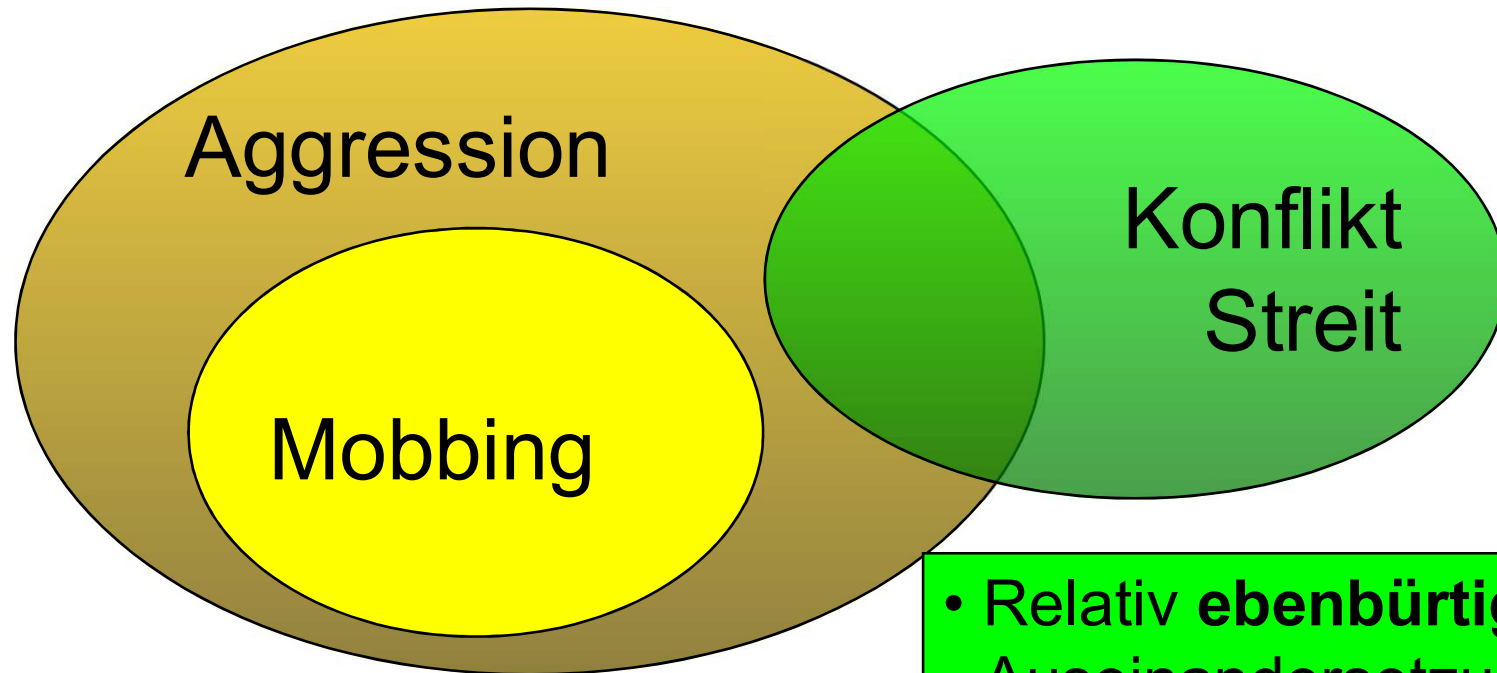 Aggression
Konflikt
Streit
Mobbing
• Relativ